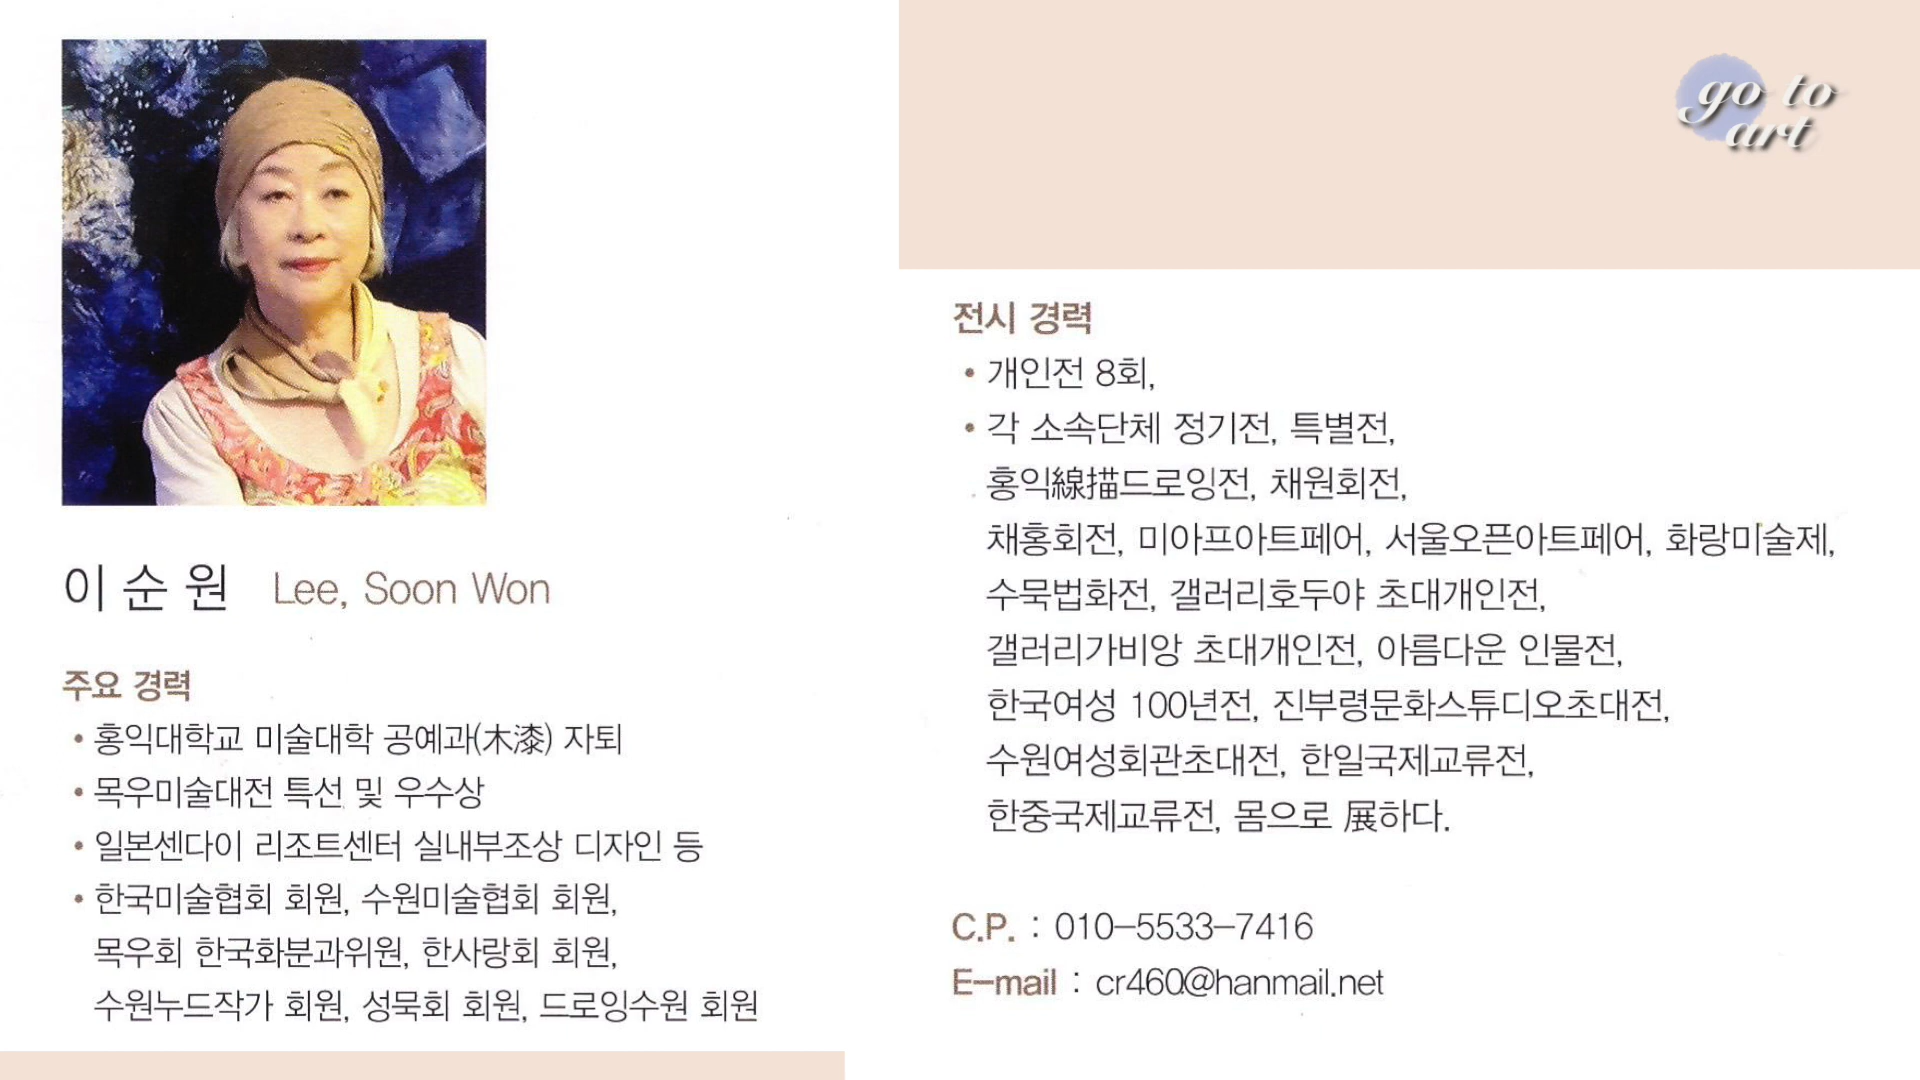 go to
art
이 순 원 Lee, Soon Won
주요 경력
• 홍익대학교 미술대학 공예과(木漆) 자퇴
• 목우미술대전 특선 및 우수상
• 일본센다이 리조트센터 실내부조상 디자인 등
• 한국미술협회 회원, 수원미술협회 회원,
목우회 한국화분과위원, 한사랑회 회원,
수원누드작가 회원, 성묵회 회원, 드로잉수원 회원
전시 경력
• 개인전 8회,
• 각 소속단체 정기전, 특별전,
홍익線描드로잉전, 채원회전,
채홍회전, 미아프아트페어, 서울오픈아트페어, 화랑미술제,
수묵법화전, 갤러리호두야 초대개인전,
갤러리가비앙 초대개인전, 아름다운 인물전,
한국여성 100년전, 진부령문화스튜디오초대전,
수원여성회관초대전, 한일국제교류전,
한중국제교류전, 몸으로 展하다.
C.P. : 010-5533-7416
E-mail : cr460@hanmail.net